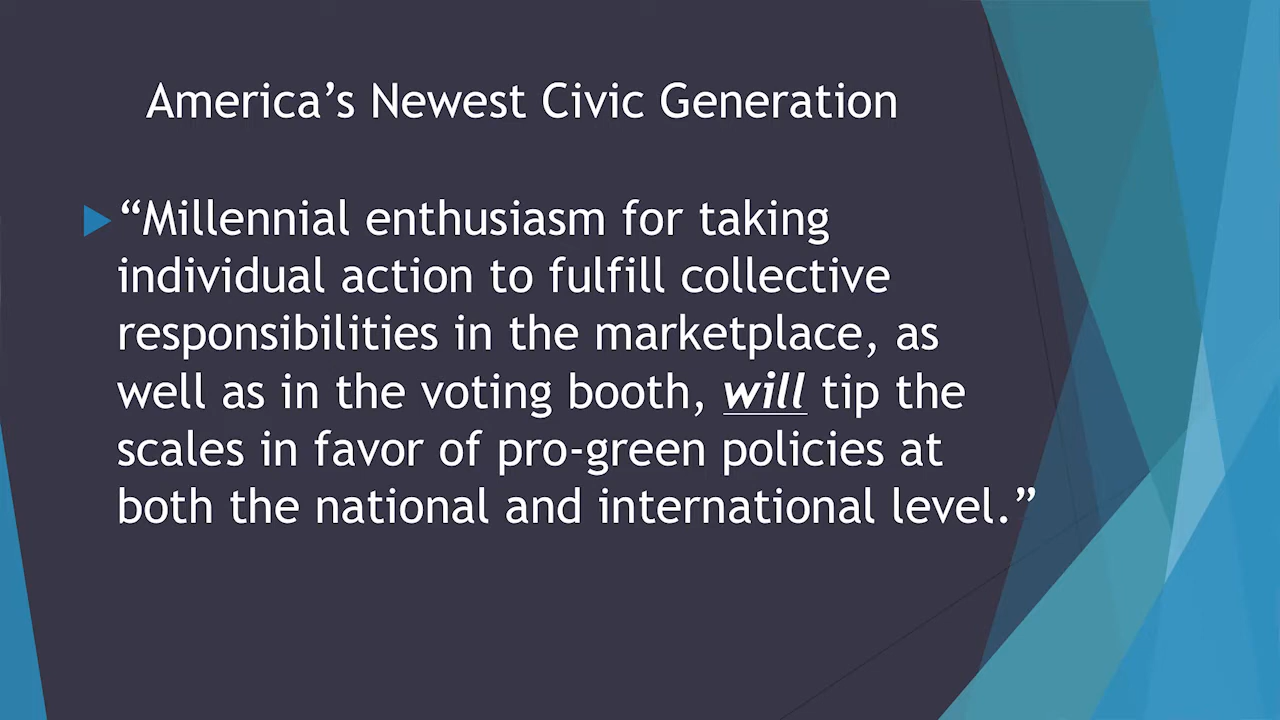 America’s Newest Civic Generation
“Millennial enthusiasm for taking
individual action to fulfill collective
responsibilities in the marketplace, as
well as in the voting booth, will tip the
scales in favor of pro-green policies at
both the national and international level.”